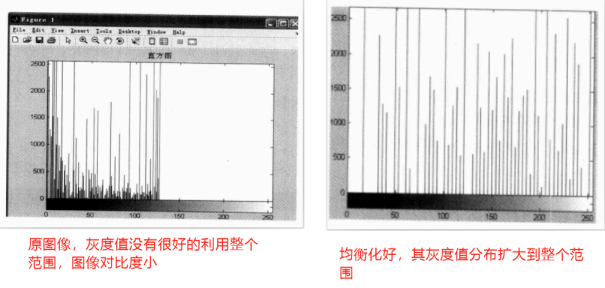 Figure 1
File Edit View Insert Tools Desktop Window Help
直方图
2500
2000
1500
1000
500
0
0 50 100 150 200 250
2500
2000
1500
1000
500
0
0 50 100 150 200 250
原图像，灰度值没有很好的利用整个
范围，图像对比度小
均衡化好，其灰度值分布扩大到整个范
围